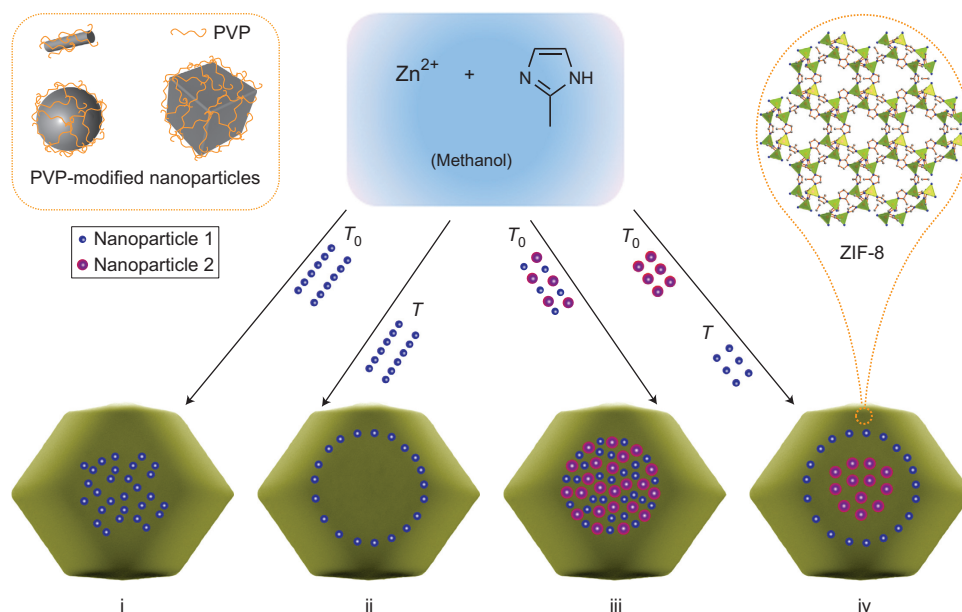 PVP
PVP-modified nanoparticles
Zn²⁺ + NH
N
(Methanol)
ZIF-8
Nanoparticle 1
Nanoparticle 2
T₀
T
T₀
T₀
T
i
ii
iii
iv